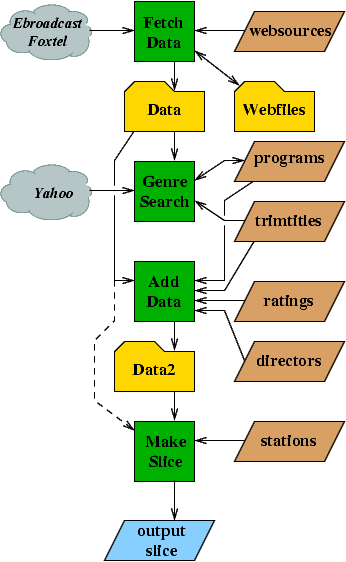 Ebroadcast
Foxtel
Fetch
Data
websources
Data
Webfiles
programs
Yahoo
Genre
Search
trimtitles
Add
Data
ratings
directors
Data2
Make
Slice
stations
output
slice